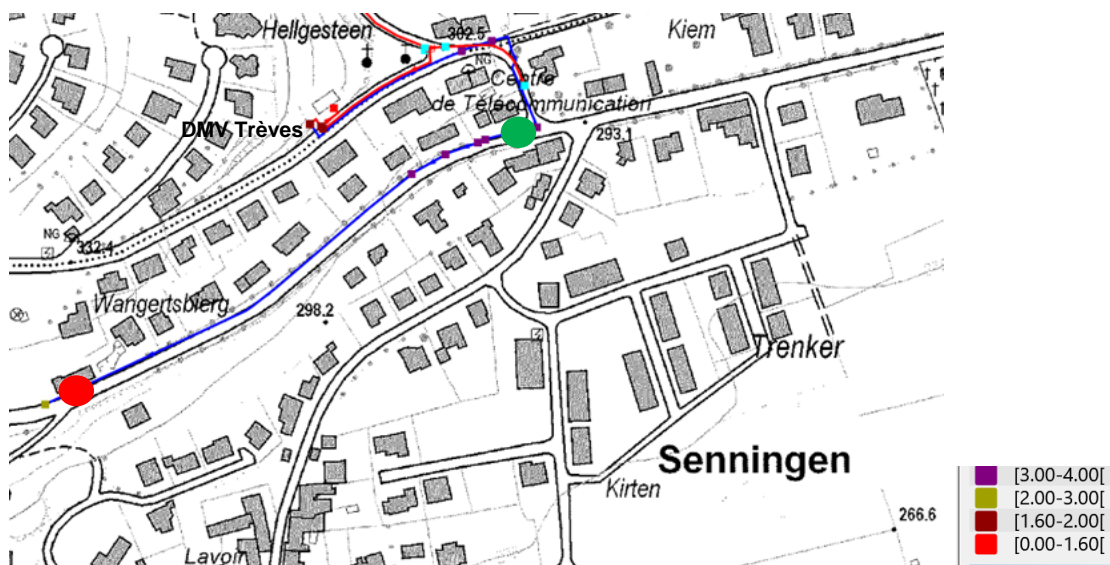 Hellgesteen
302.5
Kiem
NG
Centre
de Télécommunication
DMV Trèves
293.1
NG
332.4
Wangertsbierg
298.2
Trenker
Senningen
Kirten
[3.00-4.00[
[2.00-3.00[
[1.60-2.00[
[0.00-1.60[
266.6
Lavoir